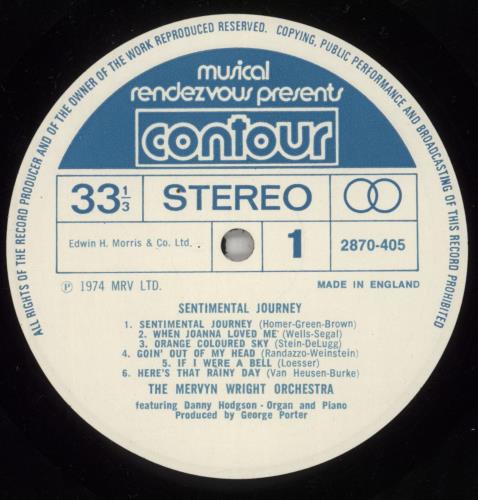 ALL RIGHTS OF THE RECORD PRODUCER AND OF THE OWNER OF THE WORK REPRODUCED RESERVED. COPYING, PUBLIC PERFORMANCE AND BROADCASTING OF THIS RECORD PROHIBITED
musical
rendezvous presents
contour
33 1/3 STEREO
Edwin H. Morris & Co. Ltd. 1 2870-405
Ⓟ 1974 MRV LTD. MADE IN ENGLAND
SENTIMENTAL JOURNEY
1. SENTIMENTAL JOURNEY (Homer-Green-Brown)
2. WHEN JOANNA LOVED ME (Wells-Segal)
3. ORANGE COLOURED SKY (Stein-DeLugg)
4. GOIN' OUT OF MY HEAD (Randazzo-Weinstein)
5. IF I WERE A BELL (Loesser)
6. HERE'S THAT RAINY DAY (Van Heusen-Burke)
THE MERVYN WRIGHT ORCHESTRA
featuring Danny Hodgson - Organ and Piano
Produced by George Porter